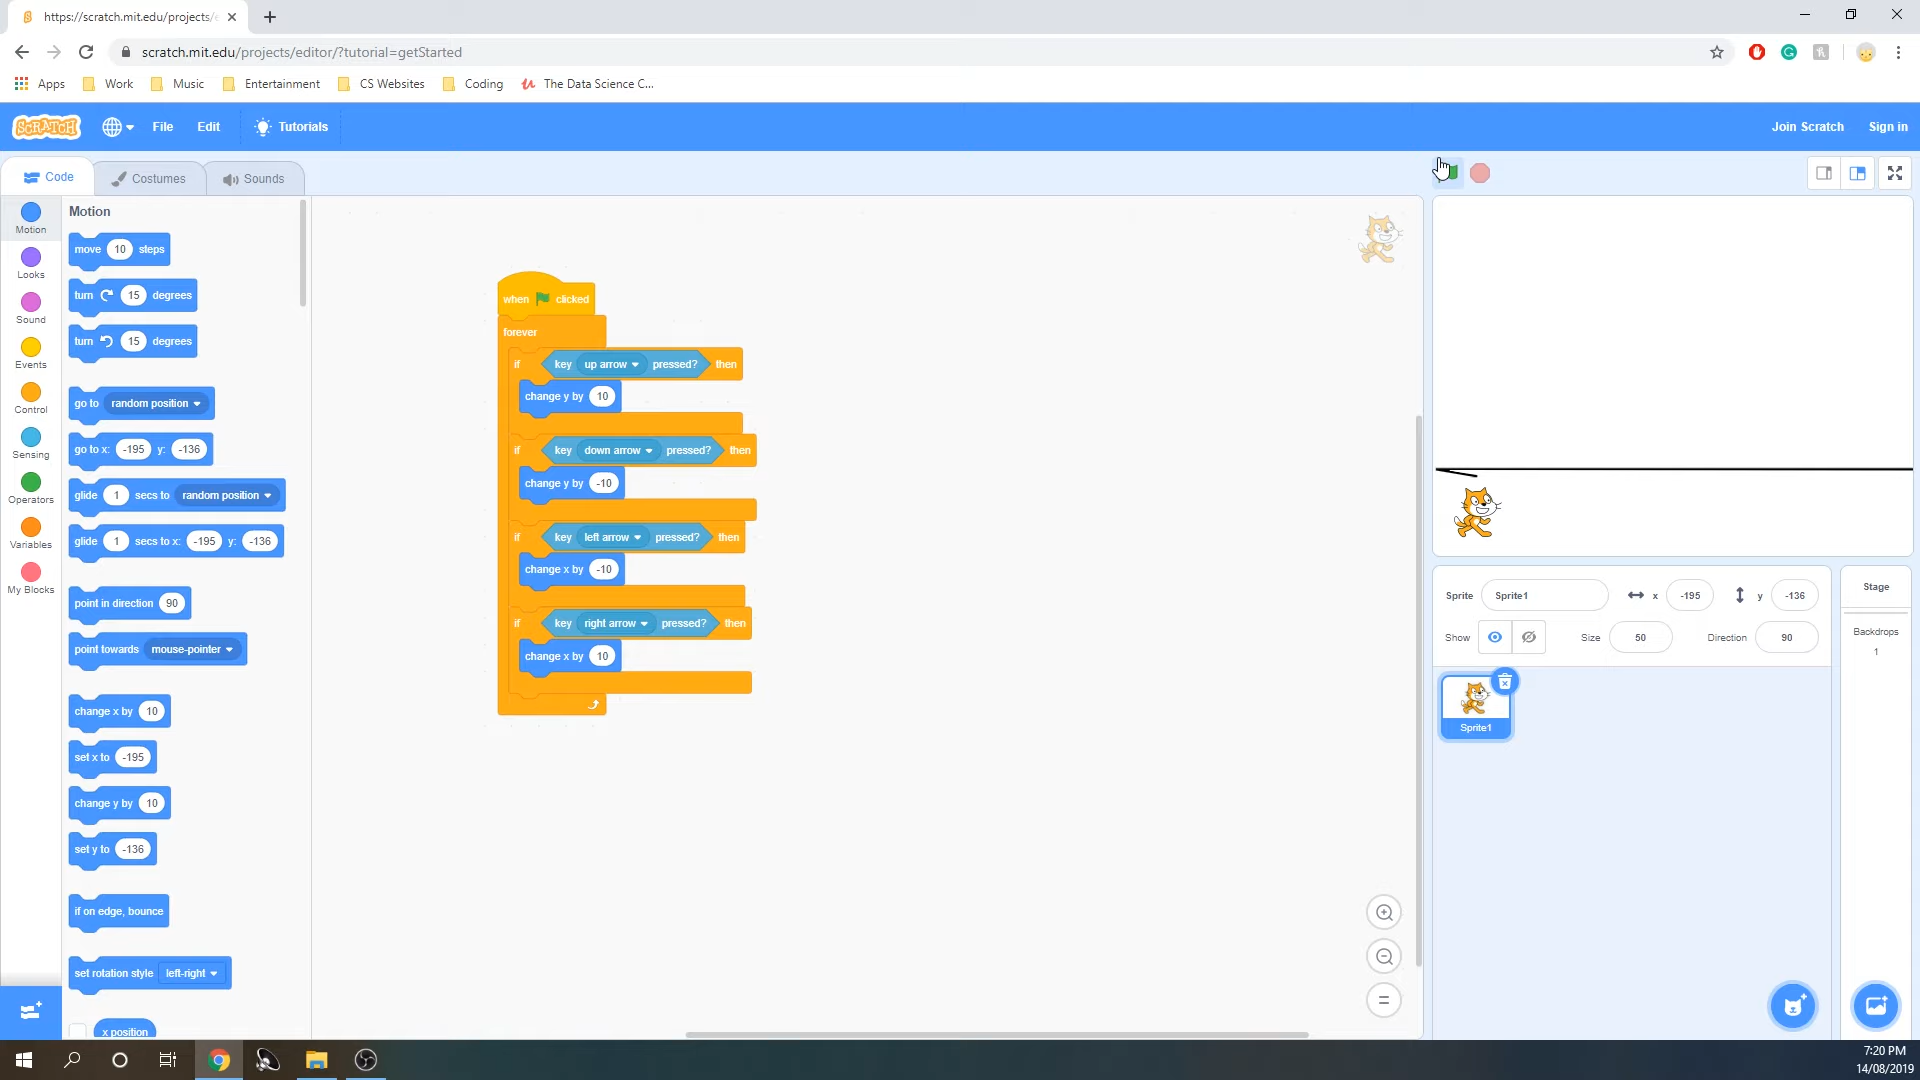 https://scratch.mit.edu/projects/e
scratch.mit.edu/projects/editor/?tutorial=getStarted
Apps Work Music Entertainment CS Websites Coding The Data Science C...
SCRATCH File Edit Tutorials Join Scratch Sign in
Code Costumes Sounds
Motion
Looks
Sound
Events
Control
Sensing
Operators
Variables
My Blocks
Motion
move 10 steps
turn 15 degrees
turn 15 degrees
go to random position
go to x: -195 y: -136
glide 1 secs to random position
glide 1 secs to x: -195 y: -136
point in direction 90
point towards mouse-pointer
change x by 10
set x to -195
change y by 10
set y to -136
if on edge, bounce
set rotation style left-right
x position
when clicked
forever
if key up arrow pressed? then
change y by 10
if key down arrow pressed? then
change y by -10
if key left arrow pressed? then
change x by -10
if key right arrow pressed? then
change x by 10
Sprite Sprite1 x -195 y -136
Show Size 50 Direction 90
Sprite1
Stage
Backdrops
1
7:20 PM
14/08/2019